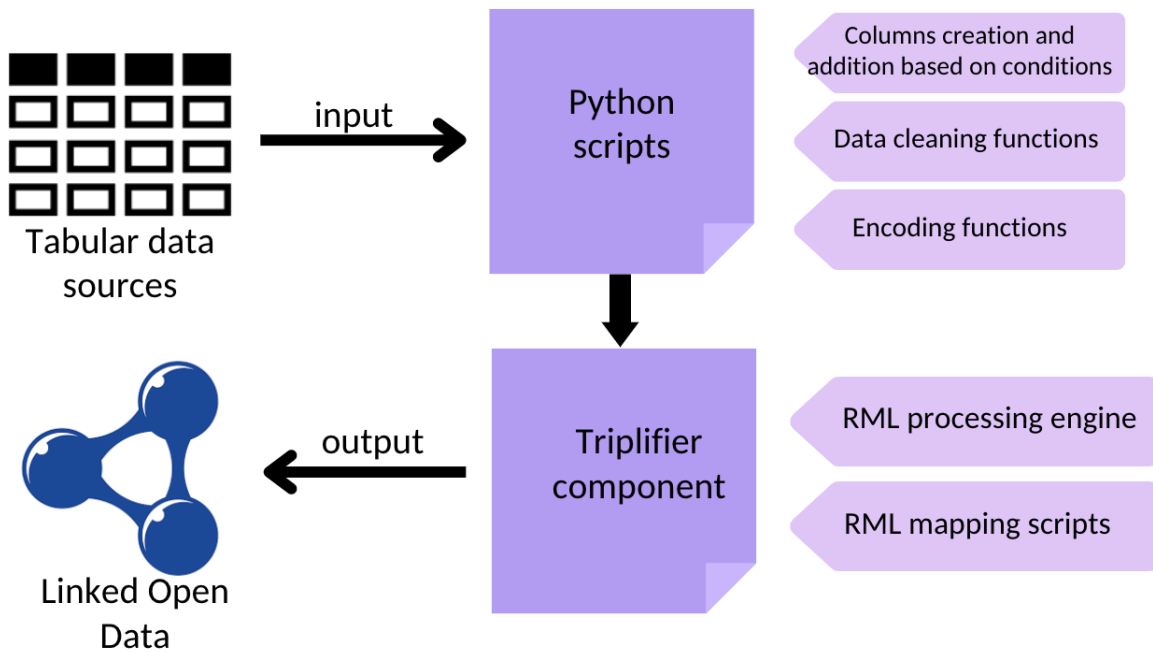 Columns creation and
addition based on conditions
input
Python
scripts
Data cleaning functions
Encoding functions
Tabular data
sources
RML processing engine
output
Triplifier
component
RML mapping scripts
Linked Open
Data